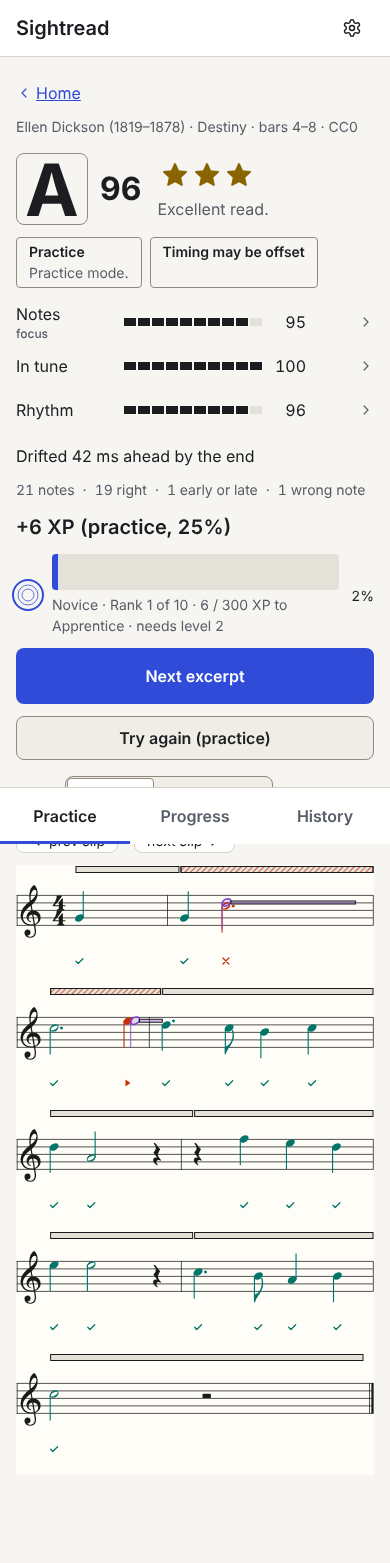 Sightread
Home
Ellen Dickson (1819–1878) · Destiny · bars 4–8 · CC0
A 96
Excellent read.
Practice
Practice mode.
Timing may be offset
Notes 95
focus
In tune 100
Rhythm 96
Drifted 42 ms ahead by the end
21 notes · 19 right · 1 early or late · 1 wrong note
+6 XP (practice, 25%)
2%
Novice · Rank 1 of 10 · 6 / 300 XP to
Apprentice · needs level 2
Next excerpt
Try again (practice)
Practice Progress History
4
4